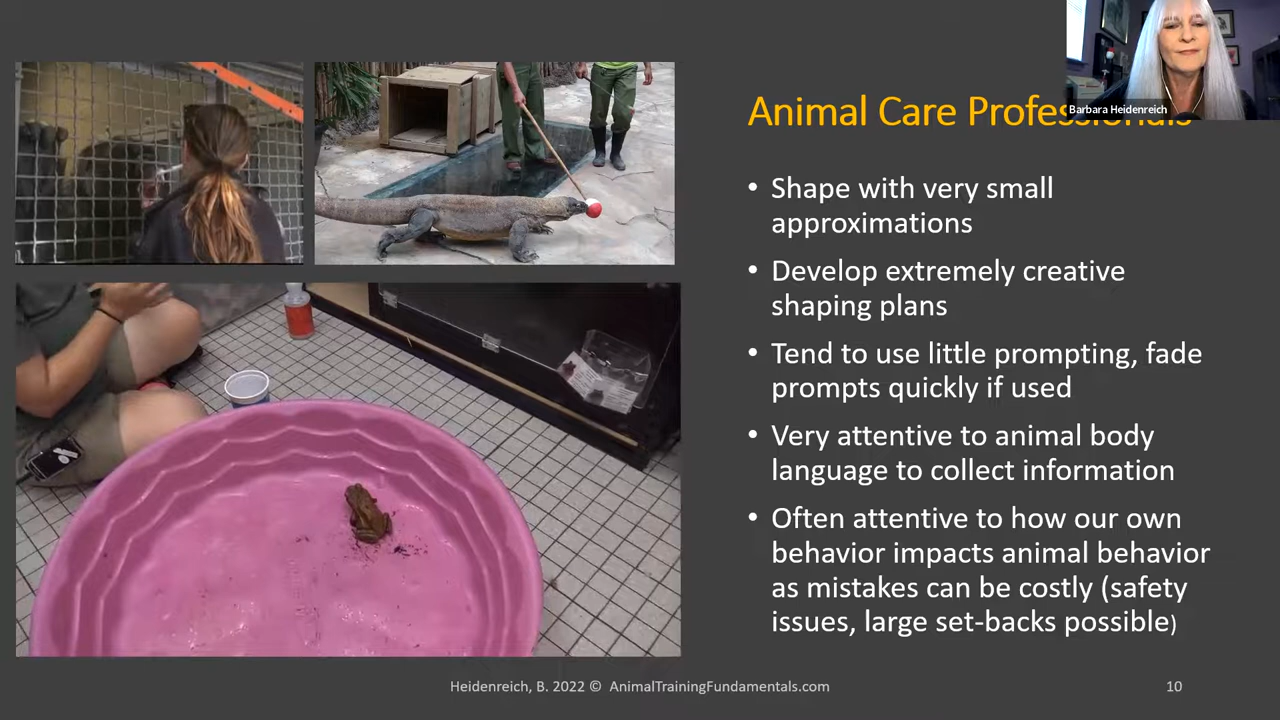 Barbara Heidenreich
Animal Care Professionals
• Shape with very small
approximations
• Develop extremely creative
shaping plans
• Tend to use little prompting, fade
prompts quickly if used
• Very attentive to animal body
language to collect information
• Often attentive to how our own
behavior impacts animal behavior
as mistakes can be costly (safety
issues, large set-backs possible)
Heidenreich, B. 2022 © AnimalTrainingFundamentals.com
10